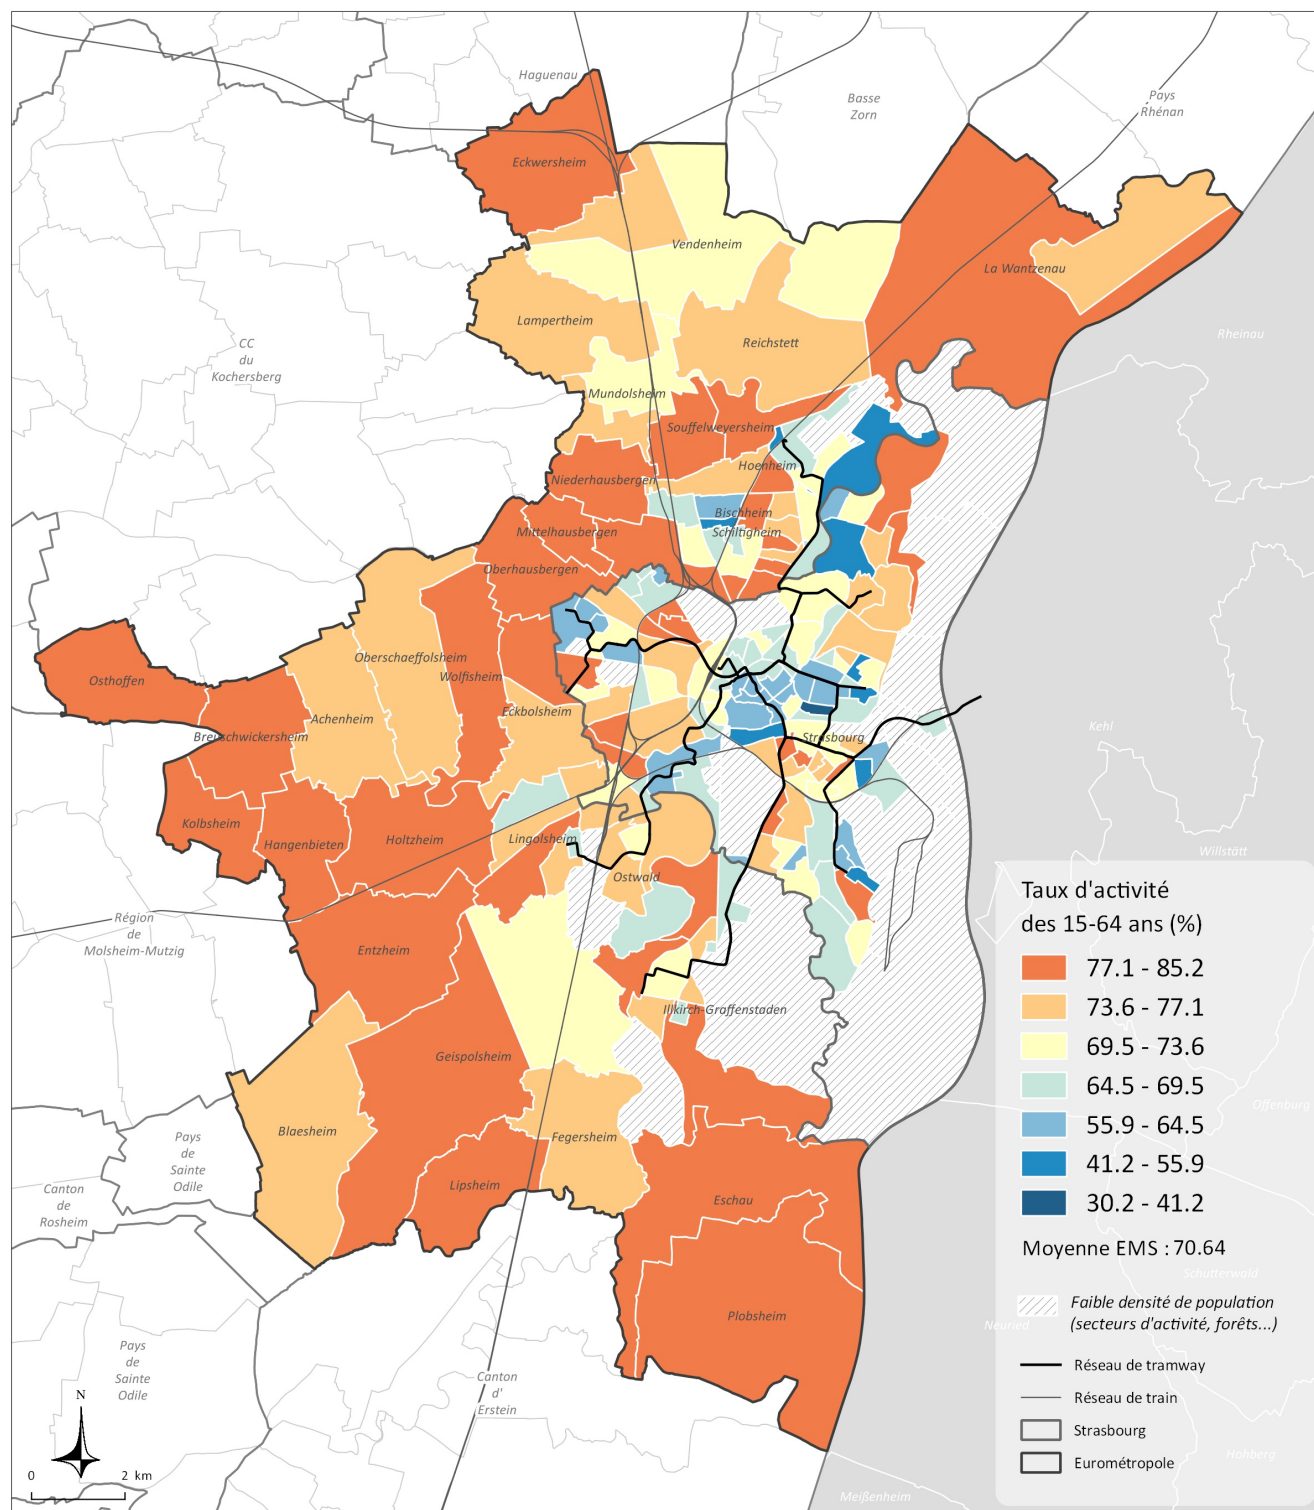 Haguenau
Basse
Zorn
Pays
Rhénan
Eckwersheim
Vendenheim
La Wantzenau
Lampertheim
Reichstett
Rheinau
CC
du
Kochersberg
Mundolsheim
Souffelweyersheim
Hoenheim
Niederhausbergen
Bischheim
Mittelhausbergen
Schiltigheim
Oberhausbergen
Oberschaeffolsheim
Wolfisheim
Osthoffen
Achenheim
Eckbolsheim
Breuschwickersheim
Strasbourg
Kehl
Kolbsheim
Hangenbieten
Holtzheim
Lingolsheim
Willstätt
Ostwald
Région
de
Molsheim-Mutzig
Entzheim
Illkirch-Graffenstaden
Geispolsheim
Offenburg
Blaesheim
Fegersheim
Pays
de
Sainte
Odile
Canton
de
Rosheim
Lipsheim
Eschau
Plobsheim
Schutterwald
Neuried
Pays
de
Sainte
Odile
Canton
d'
Erstein
Hohberg
Meißenheim
Taux d'activité
des 15-64 ans (%)
77.1 - 85.2
73.6 - 77.1
69.5 - 73.6
64.5 - 69.5
55.9 - 64.5
41.2 - 55.9
30.2 - 41.2
Moyenne EMS : 70.64
Faible densité de population
(secteurs d'activité, forêts...)
Réseau de tramway
Réseau de train
Strasbourg
Eurométropole
N
0 2 km